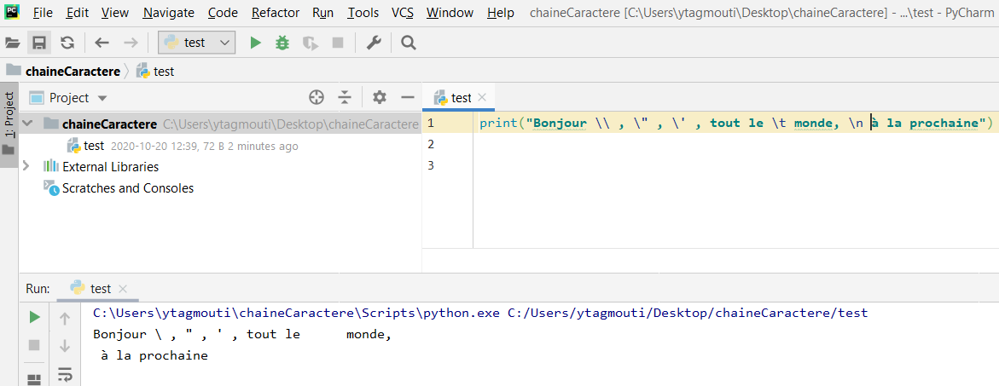 PC File Edit View Navigate Code Refactor Run Tools VCS Window Help chaineCaractere [C:\Users\ytagmouti\Desktop\chaineCaractere] - ...\test - PyCharm
test
chaineCaractere test
1: Project
Project
test
chaineCaractere C:\Users\ytagmouti\Desktop\chaineCaractere
test 2020-10-20 12:39, 72 B 2 minutes ago
External Libraries
Scratches and Consoles
1 print("Bonjour \\ , \" , \' , tout le \t monde, \n à la prochaine")
2
3
Run: test
C:\Users\ytagmouti\chaineCaractere\Scripts\python.exe C:/Users/ytagmouti/Desktop/chaineCaractere/test
Bonjour \ , " , ' , tout le      monde,
 à la prochaine